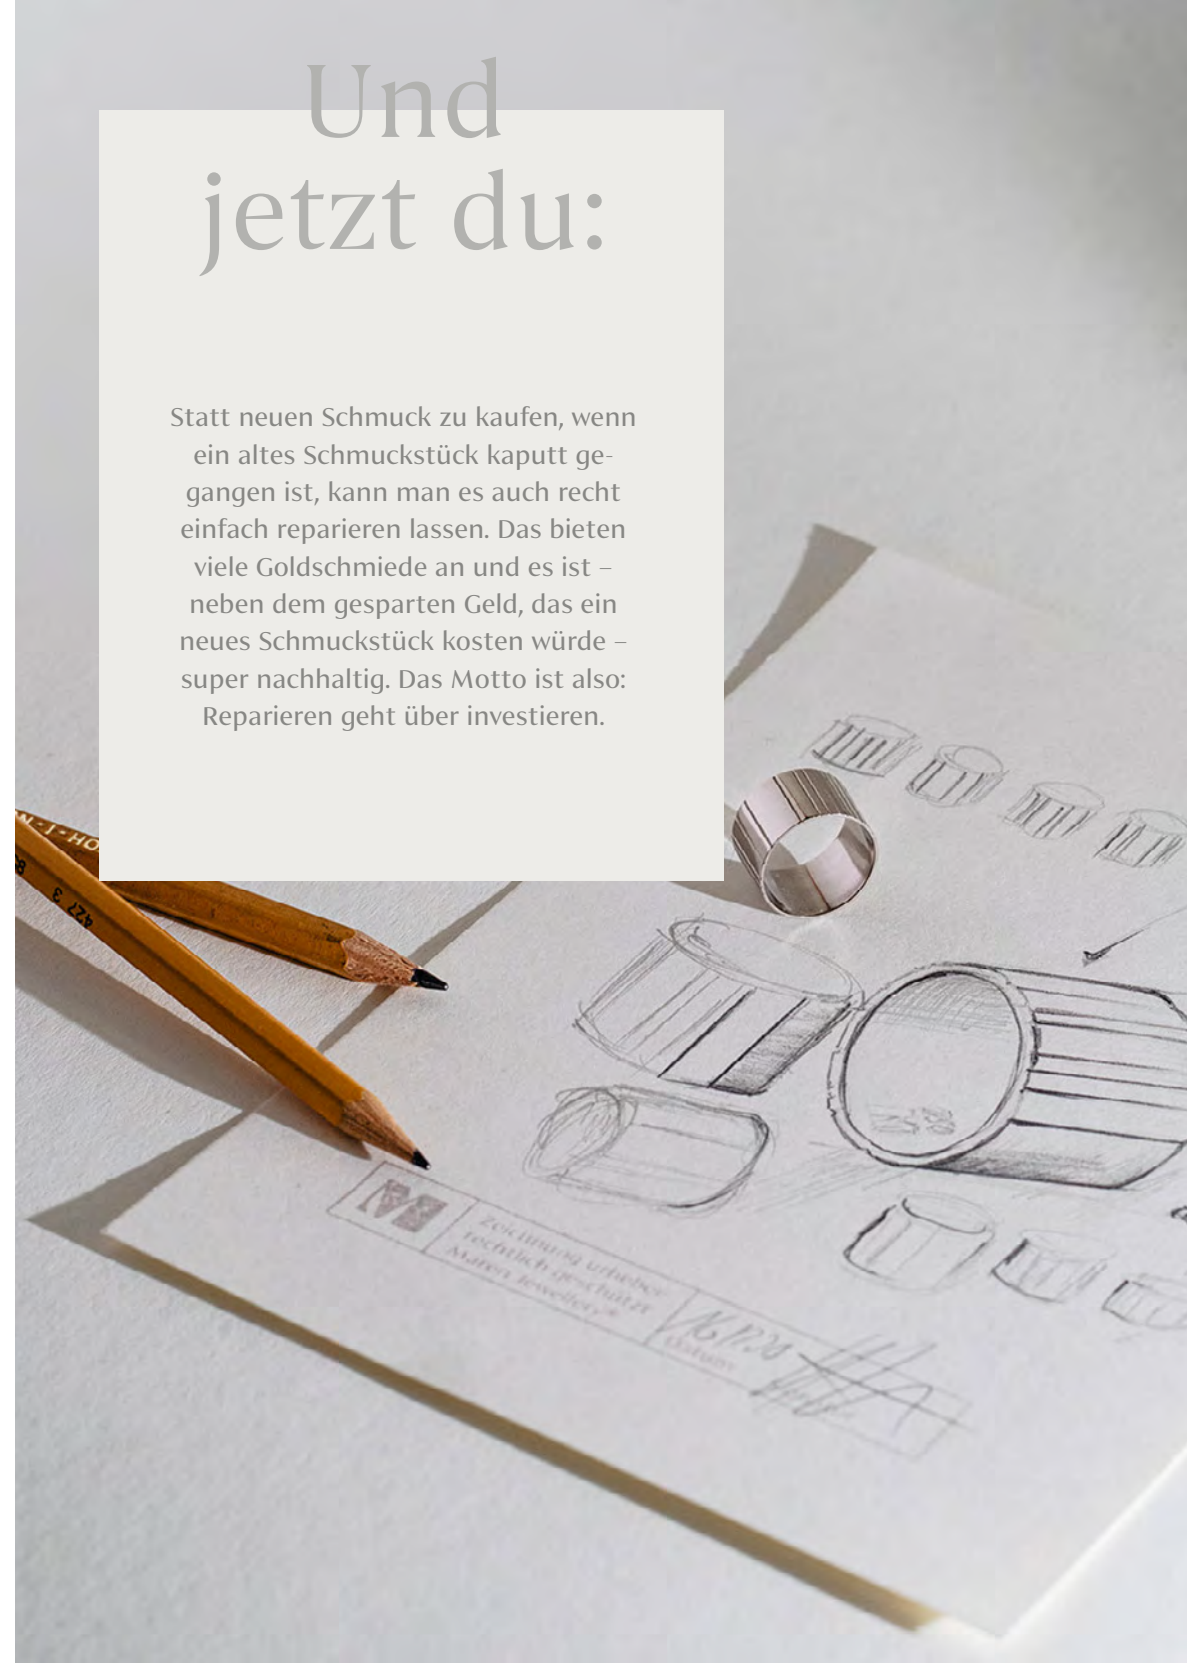 Und
jetzt du:
Statt neuen Schmuck zu kaufen, wenn
ein altes Schmuckstück kaputt ge-
gangen ist, kann man es auch recht
einfach reparieren lassen. Das bieten
viele Goldschmiede an und es ist –
neben dem gesparten Geld, das ein
neues Schmuckstück kosten würde –
super nachhaltig. Das Motto ist also:
Reparieren geht über investieren.
427 3
Zeichnung urheber
rechtlich geschützt
Maren Jewellery
datum